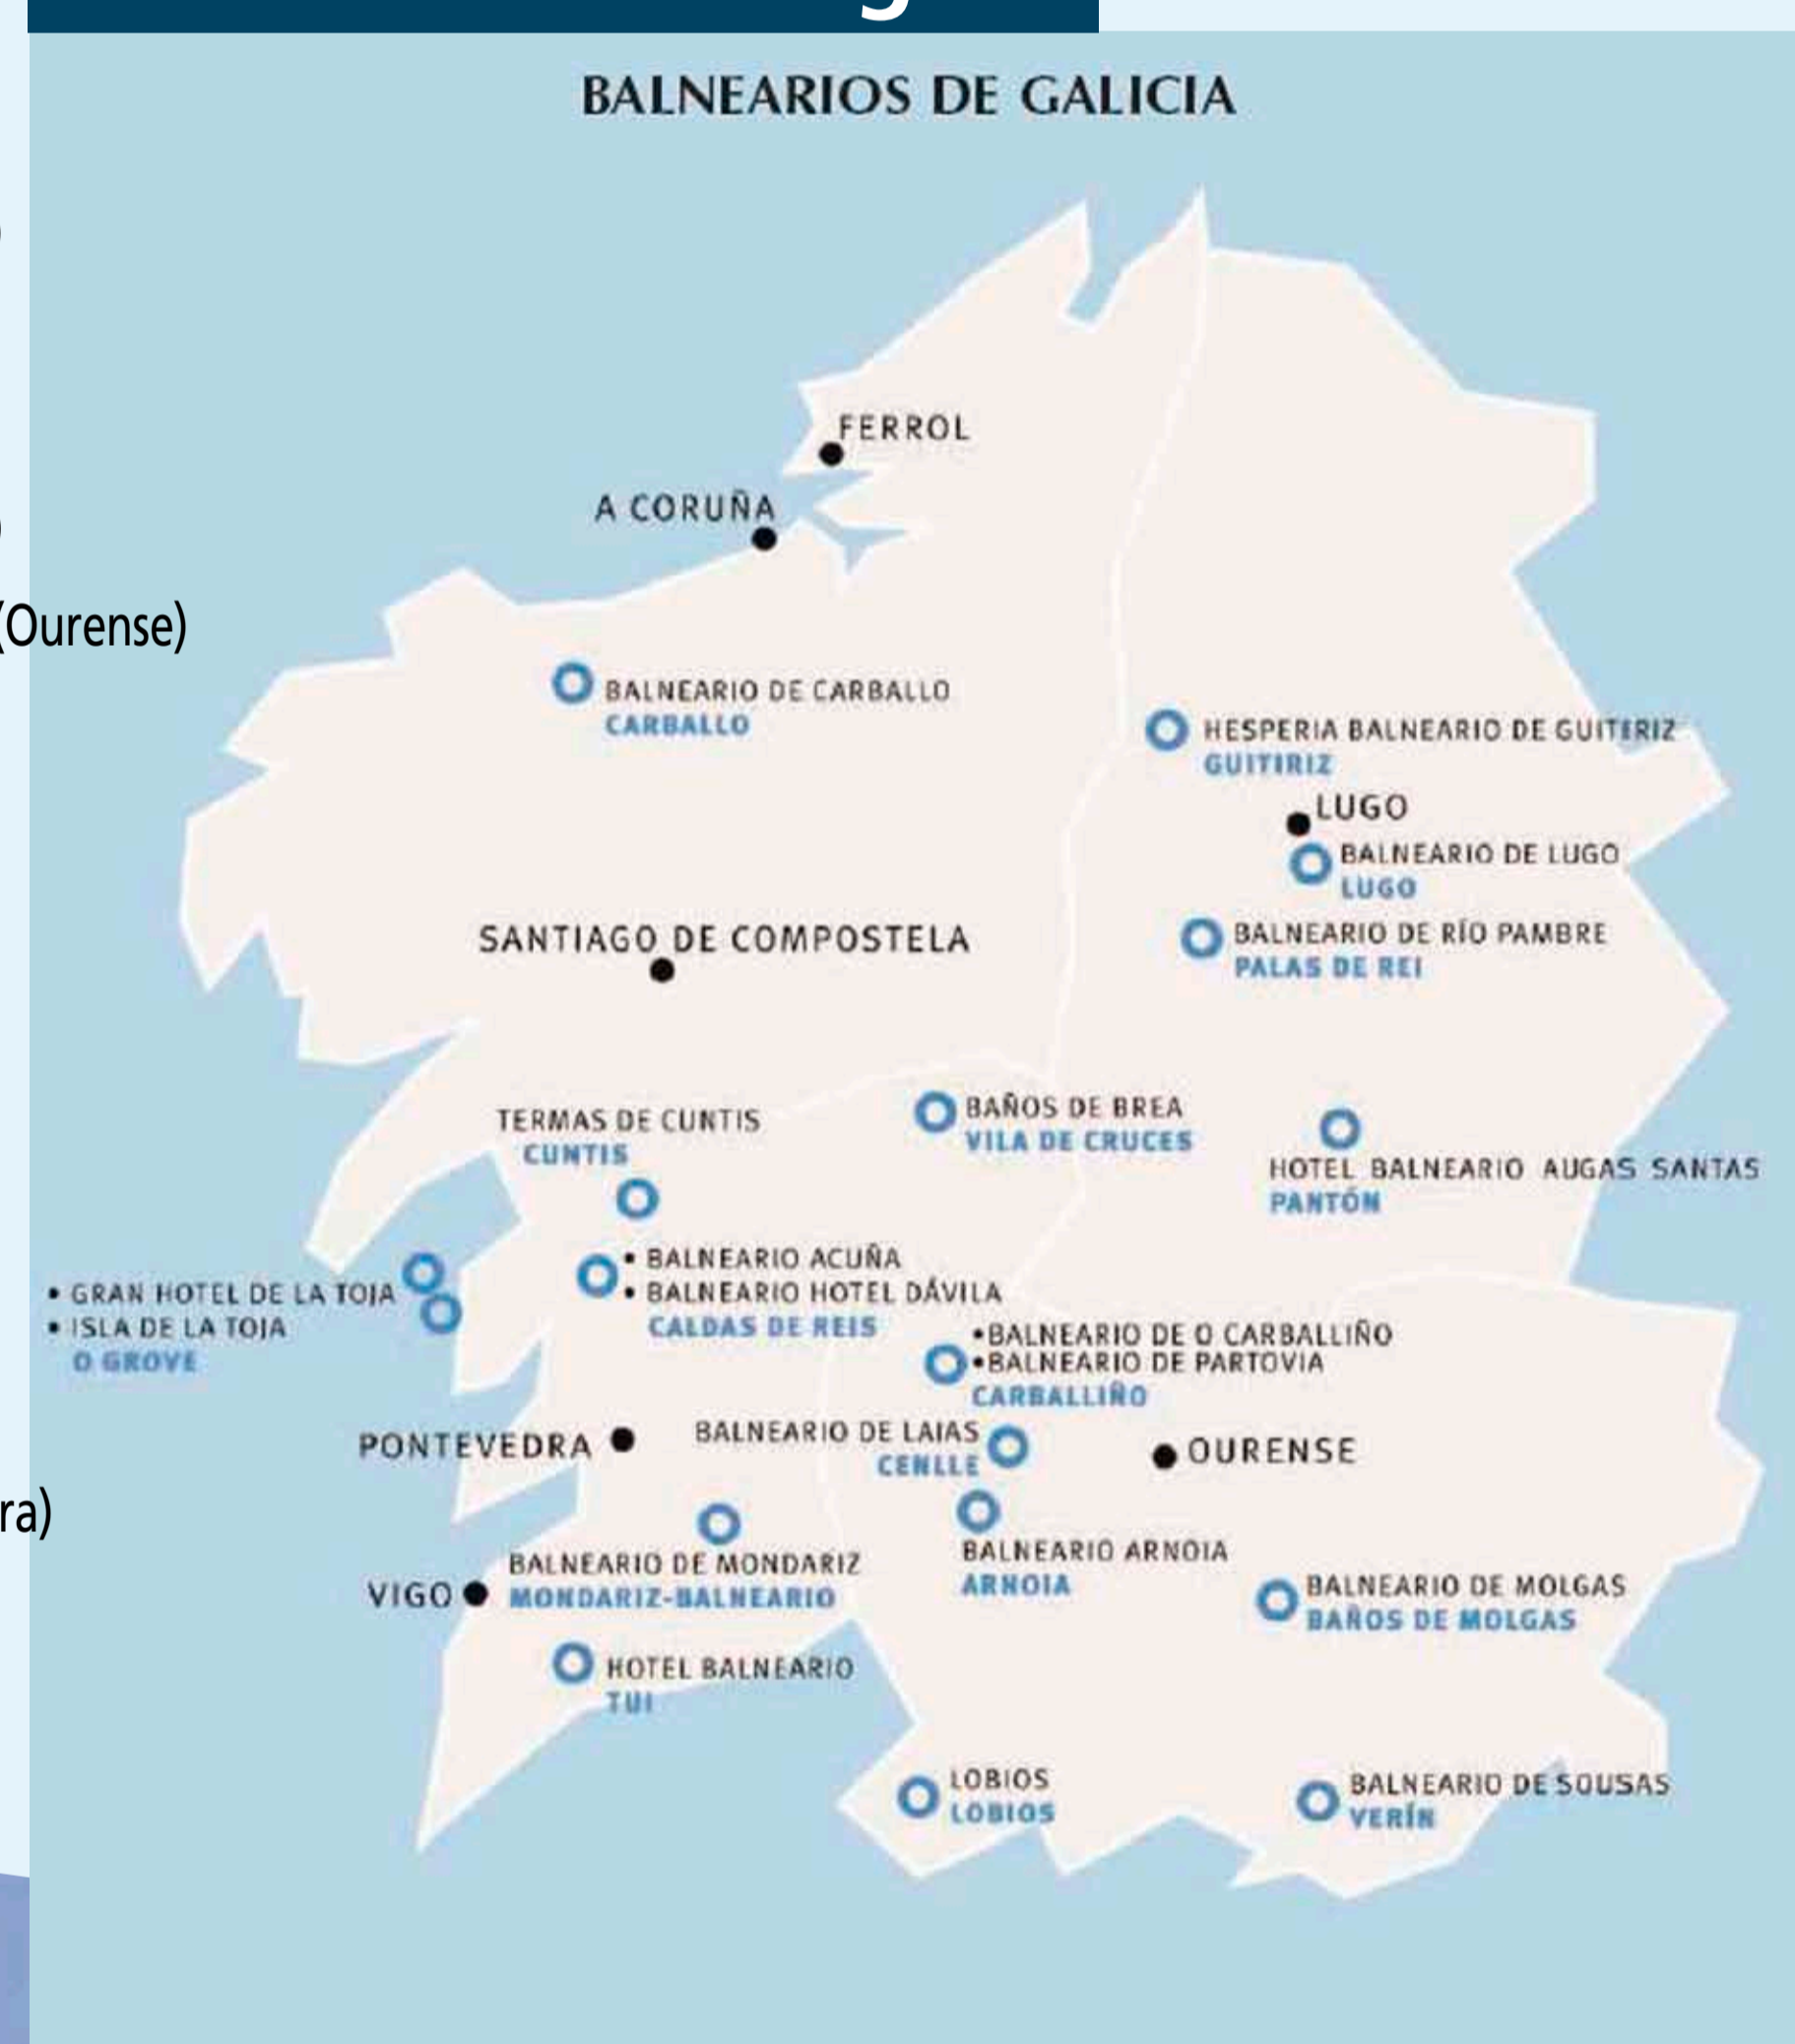 BALNEARIOS DE GALICIA
FERROL
A CORUÑA
(Ourense)
BALNEARIO DE CARBALLO
CARBALLO
HESPERIA BALNEARIO DE GUITIRIZ
GUITIRIZ
LUGO
BALNEARIO DE LUGO
LUGO
SANTIAGO DE COMPOSTELA
BALNEARIO DE RÍO PAMBRE
PALAS DE REI
TERMAS DE CUNTIS
CUNTIS
BAÑOS DE BREA
VILA DE CRUCES
HOTEL BALNEARIO AUGAS SANTAS
PANTÓN
• GRAN HOTEL DE LA TOJA
• ISLA DE LA TOJA
O GROVE
• BALNEARIO ACUÑA
• BALNEARIO HOTEL DÁVILA
CALDAS DE REIS
•BALNEARIO DE O CARBALLIÑO
•BALNEARIO DE PARTOVIA
CARBALLIÑO
PONTEVEDRA
BALNEARIO DE LAIAS
CENLLE
OURENSE
ra)
BALNEARIO DE MONDARIZ
MONDARIZ-BALNEARIO
VIGO
BALNEARIO ARNOIA
ARNOIA
BALNEARIO DE MOLGAS
BAÑOS DE MOLGAS
HOTEL BALNEARIO
TUI
LOBIOS
LOBIOS
BALNEARIO DE SOUSAS
VERÍN